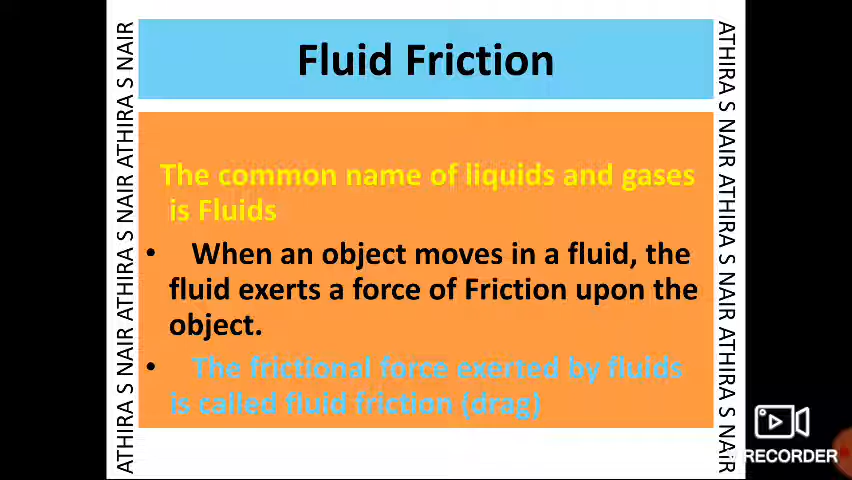 Fluid Friction
The common name of liquids and gases
is Fluids
• When an object moves in a fluid, the
fluid exerts a force of Friction upon the
object.
• The frictional force exerted by fluids
is called fluid friction (drag)
ATHIRA S NAIR ATHIRA S NAIR ATHIRA S NAIR ATHIRA S NAIR
ATHIRA S NAIR ATHIRA S NAIR ATHIRA S NAIR ATHIRA S NAIR
RECORDER